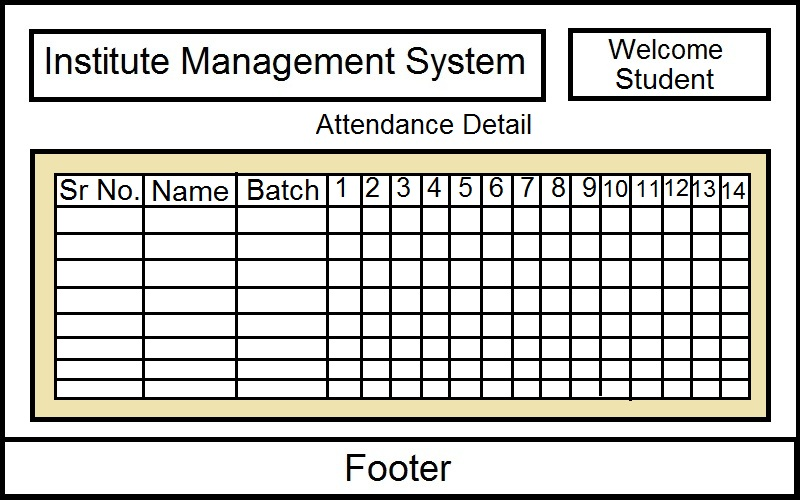 Institute Management System
Welcome
Student
Attendance Detail
Sr No. Name Batch 1 2 3 4 5 6 7 8 9 10 11 12 13 14
Footer